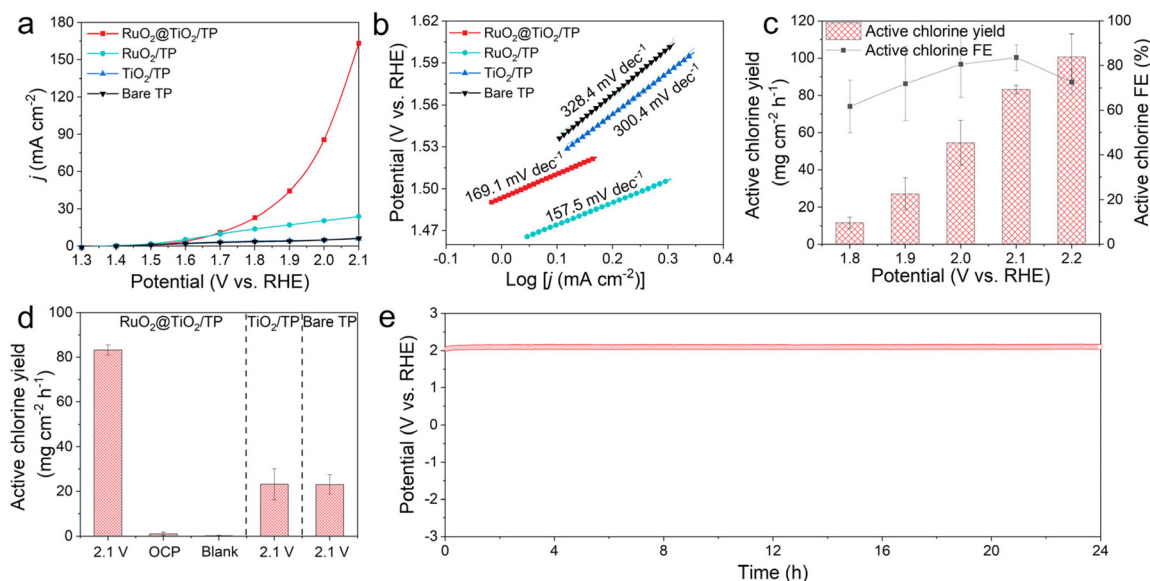 a
RuO₂@TiO₂/TP
RuO₂/TP
TiO₂/TP
Bare TP
j (mA cm⁻²)
180
150
120
90
60
30
0
1.3 1.4 1.5 1.6 1.7 1.8 1.9 2.0 2.1
Potential (V vs. RHE)
b
RuO₂@TiO₂/TP
RuO₂/TP
TiO₂/TP
Bare TP
328.4 mV dec⁻¹
300.4 mV dec⁻¹
169.1 mV dec⁻¹
157.5 mV dec⁻¹
Potential (V vs. RHE)
1.62
1.59
1.56
1.53
1.50
1.47
-0.1 0.0 0.1 0.2 0.3 0.4
Log [j (mA cm⁻²)]
c
Active chlorine yield
Active chlorine FE
Active chlorine yield
(mg cm⁻² h⁻¹)
120
100
80
60
40
20
0
1.8 1.9 2.0 2.1 2.2
Potential (V vs. RHE)
100
80
60
40
20
0
Active chlorine FE (%)
d
RuO₂@TiO₂/TP TiO₂/TP Bare TP
Active chlorine yield
(mg cm⁻² h⁻¹)
100
80
60
40
20
0
2.1 V OCP Blank 2.1 V 2.1 V
e
Potential (V vs. RHE)
3
2
1
0
-1
-2
-3
0 4 8 12 16 20 24
Time (h)